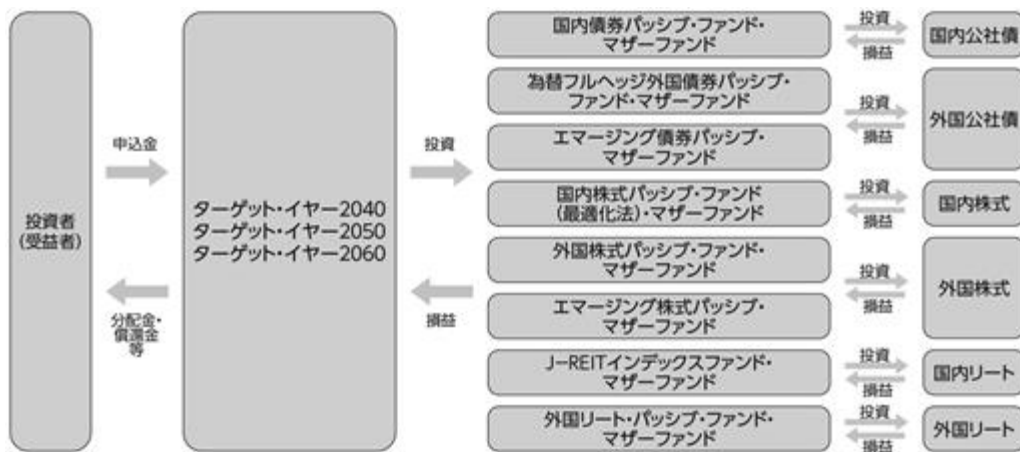 投資者
(受益者)
申込金
分配金・
償還金
等
ターゲット・イヤー2040
ターゲット・イヤー2050
ターゲット・イヤー2060
投資
損益
国内債券パッシブ・ファンド・
マザーファンド
投資
損益
国内公社債
為替フルヘッジ外国債券パッシブ・
ファンド・マザーファンド
エマージング債券パッシブ・
マザーファンド
投資
損益
外国公社債
国内株式パッシブ・ファンド
(最適化法)・マザーファンド
投資
損益
国内株式
外国株式パッシブ・ファンド・
マザーファンド
エマージング株式パッシブ・
マザーファンド
投資
損益
外国株式
J-REITインデックスファンド・
マザーファンド
投資
損益
国内リート
外国リート・パッシブ・ファンド・
マザーファンド
投資
損益
外国リート